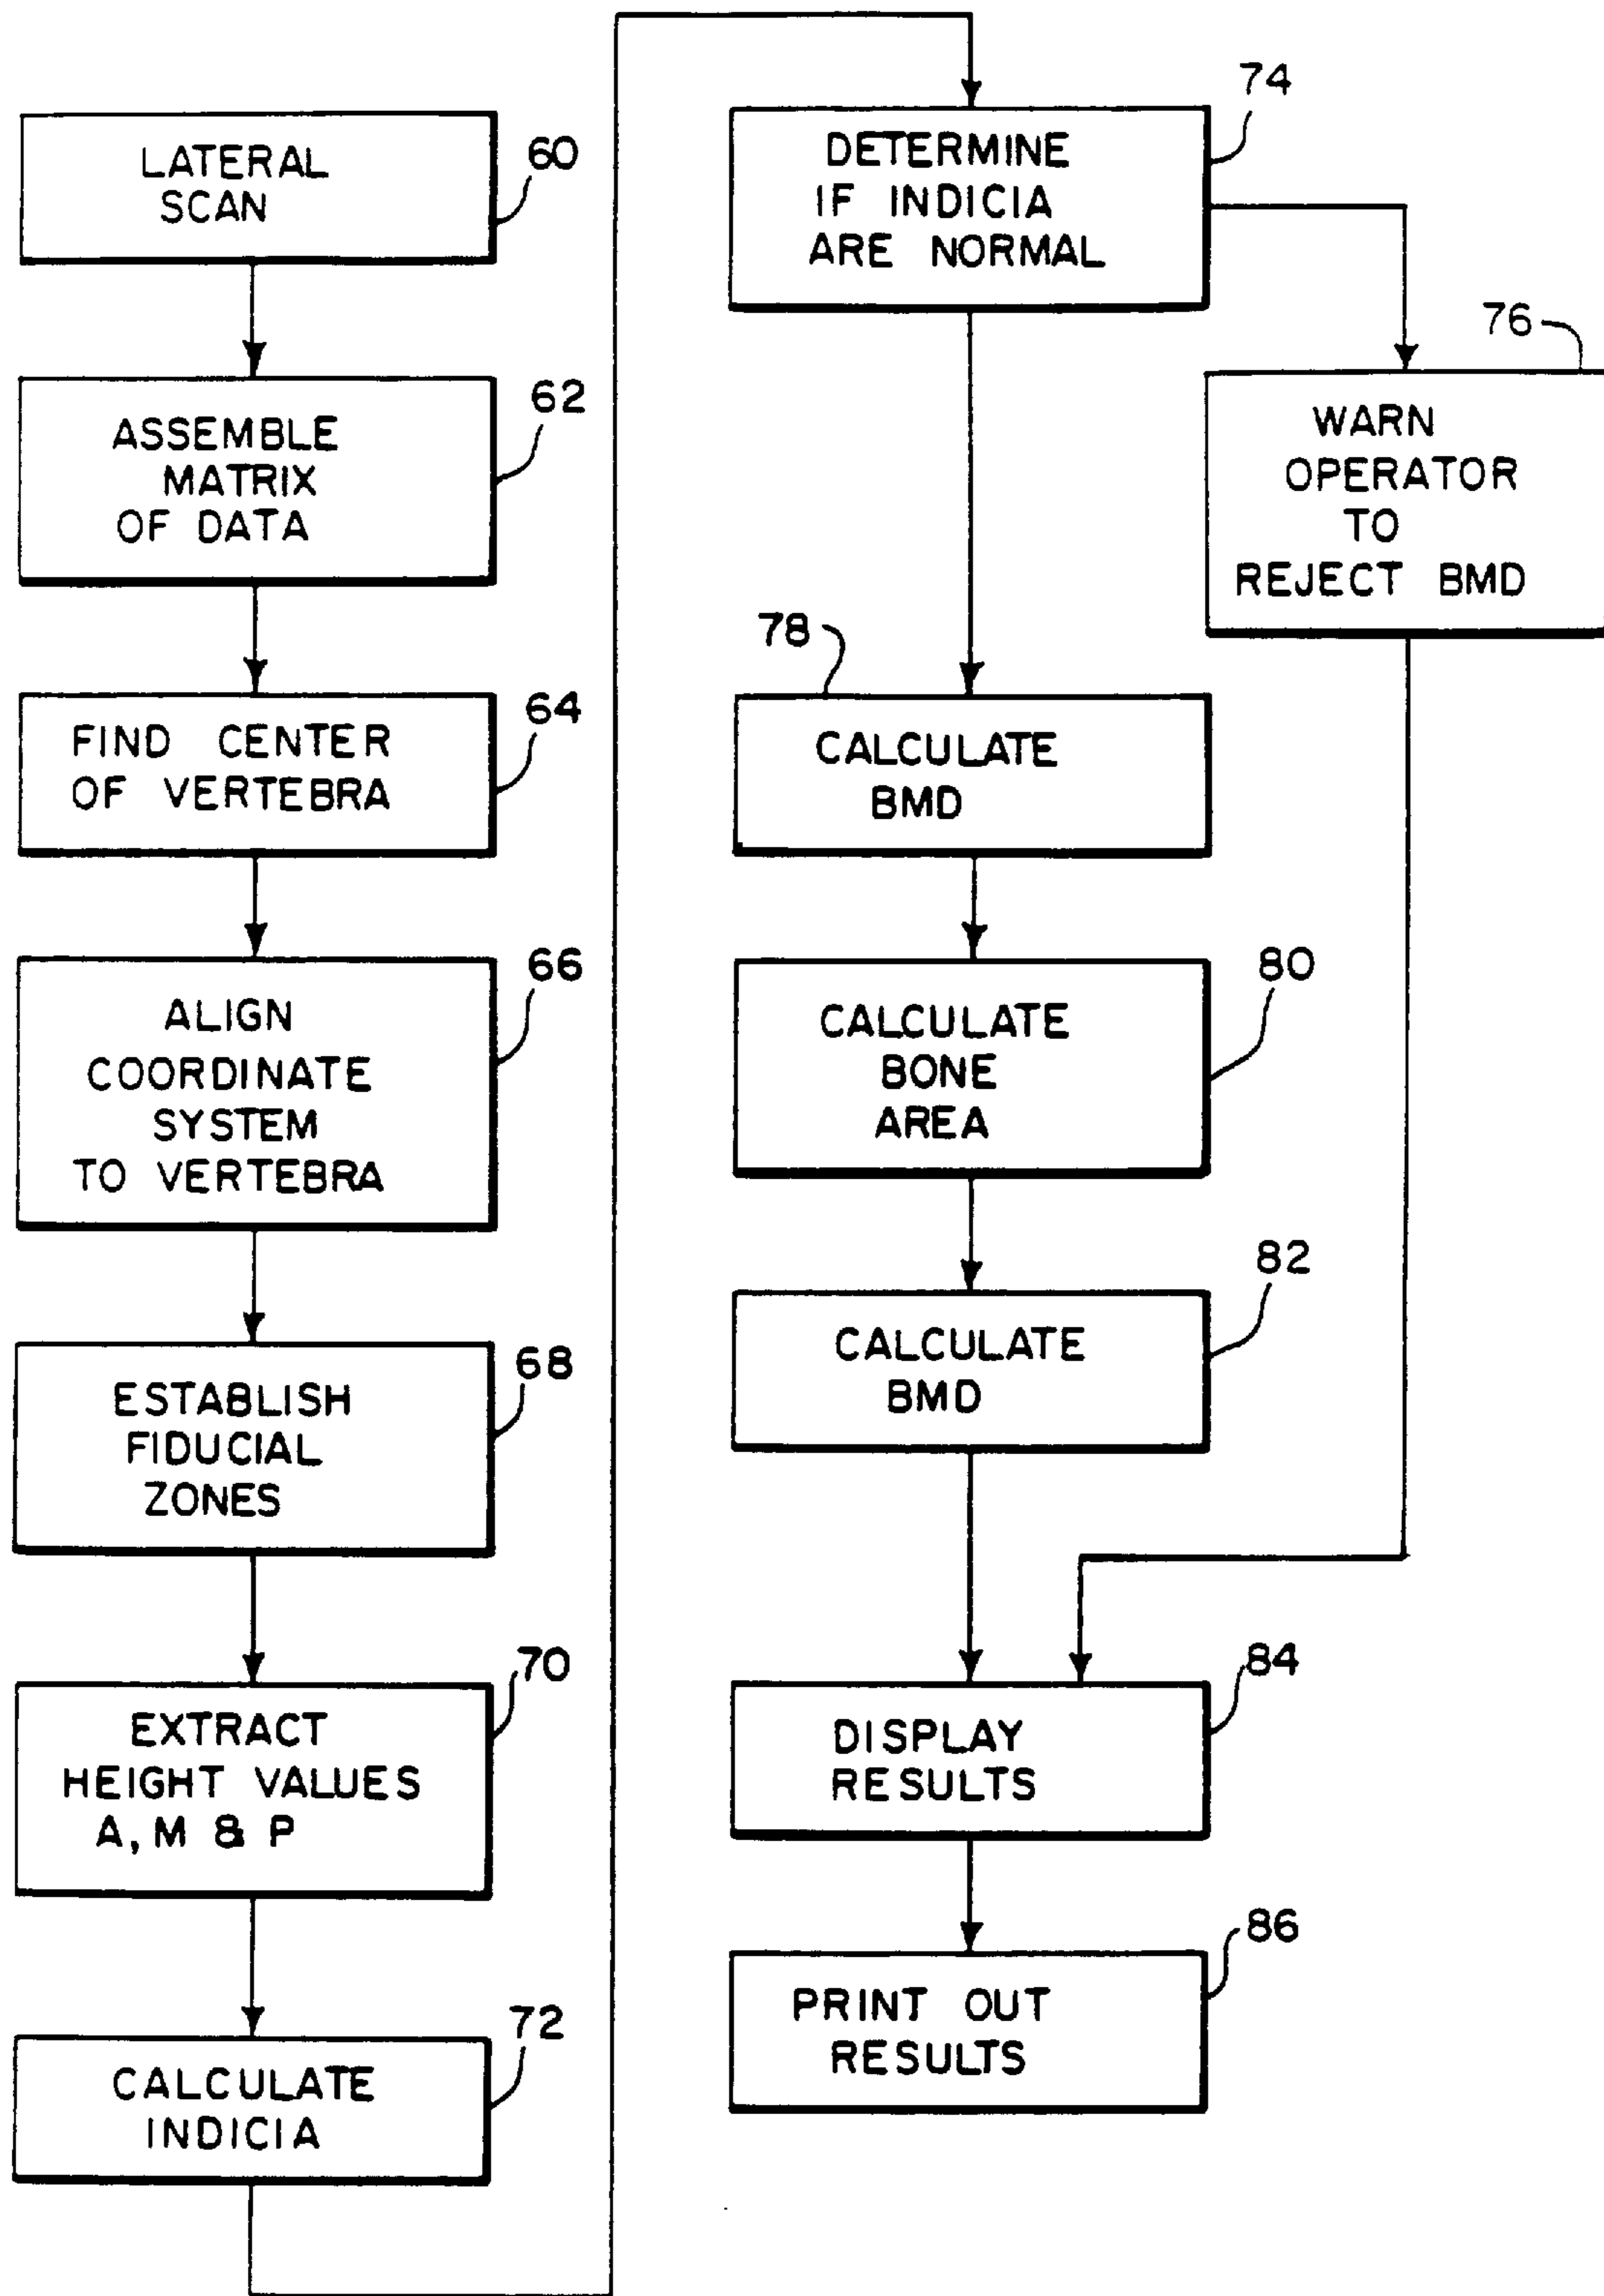 LATERAL
SCAN
60
ASSEMBLE
MATRIX
OF DATA
62
FIND CENTER
OF VERTEBRA
64
ALIGN
COORDINATE
SYSTEM
TO VERTEBRA
66
ESTABLISH
FIDUCIAL
ZONES
68
EXTRACT
HEIGHT VALUES
A, M & P
70
CALCULATE
INDICIA
72
DETERMINE
IF INDICIA
ARE NORMAL
74
WARN
OPERATOR
TO
REJECT BMD
76
CALCULATE
BMD
78
CALCULATE
BONE
AREA
80
CALCULATE
BMD
82
DISPLAY
RESULTS
84
PRINT OUT
RESULTS
86